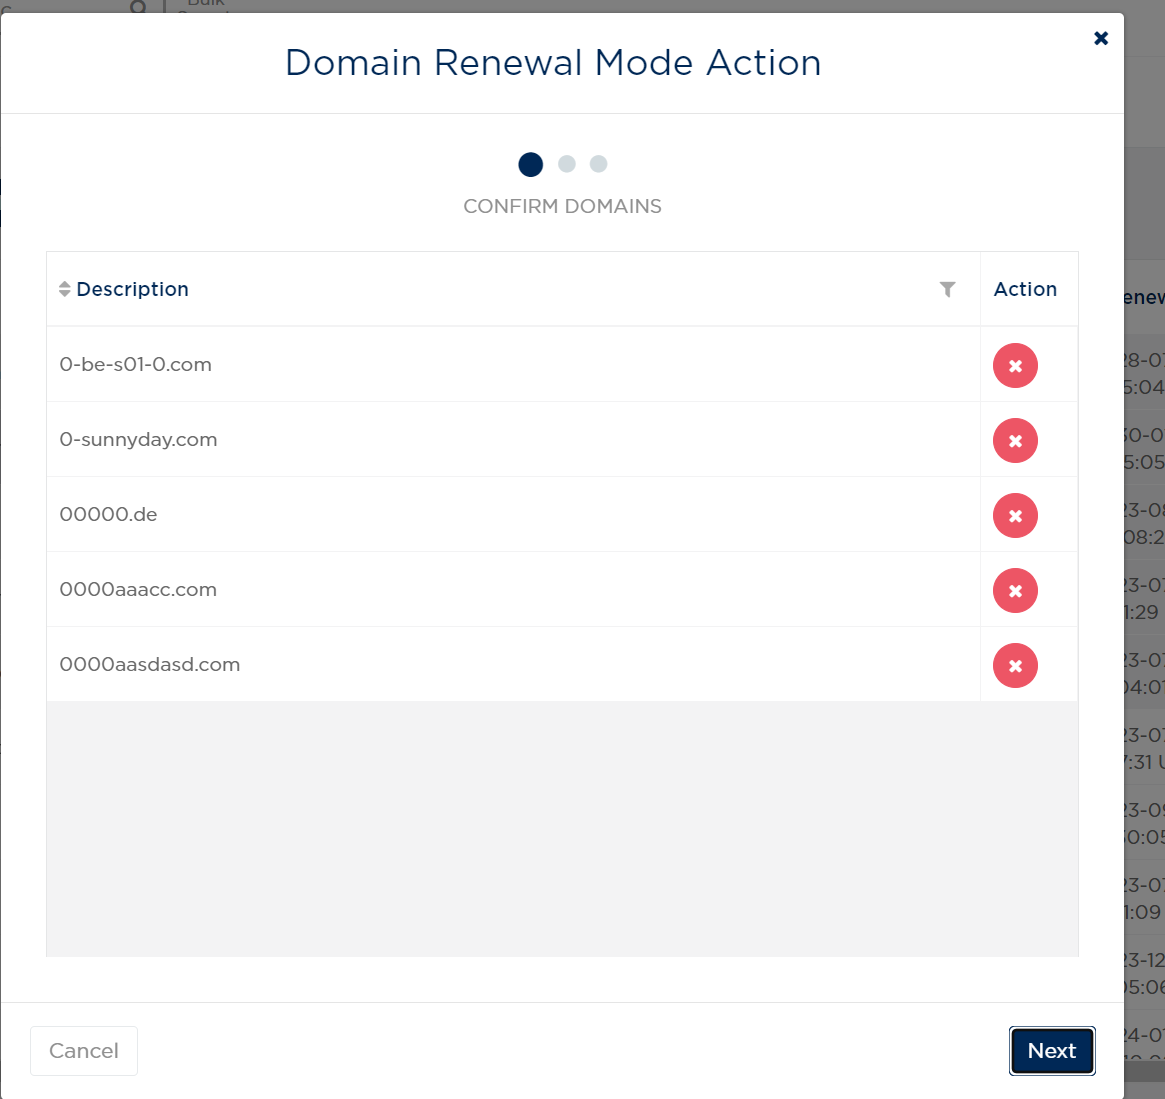 Bulk
Domain Renewal Mode Action
CONFIRM DOMAINS
Description Action
0-be-s01-0.com
0-sunnyday.com
00000.de
0000aaacc.com
0000aasdasd.com
Cancel Next